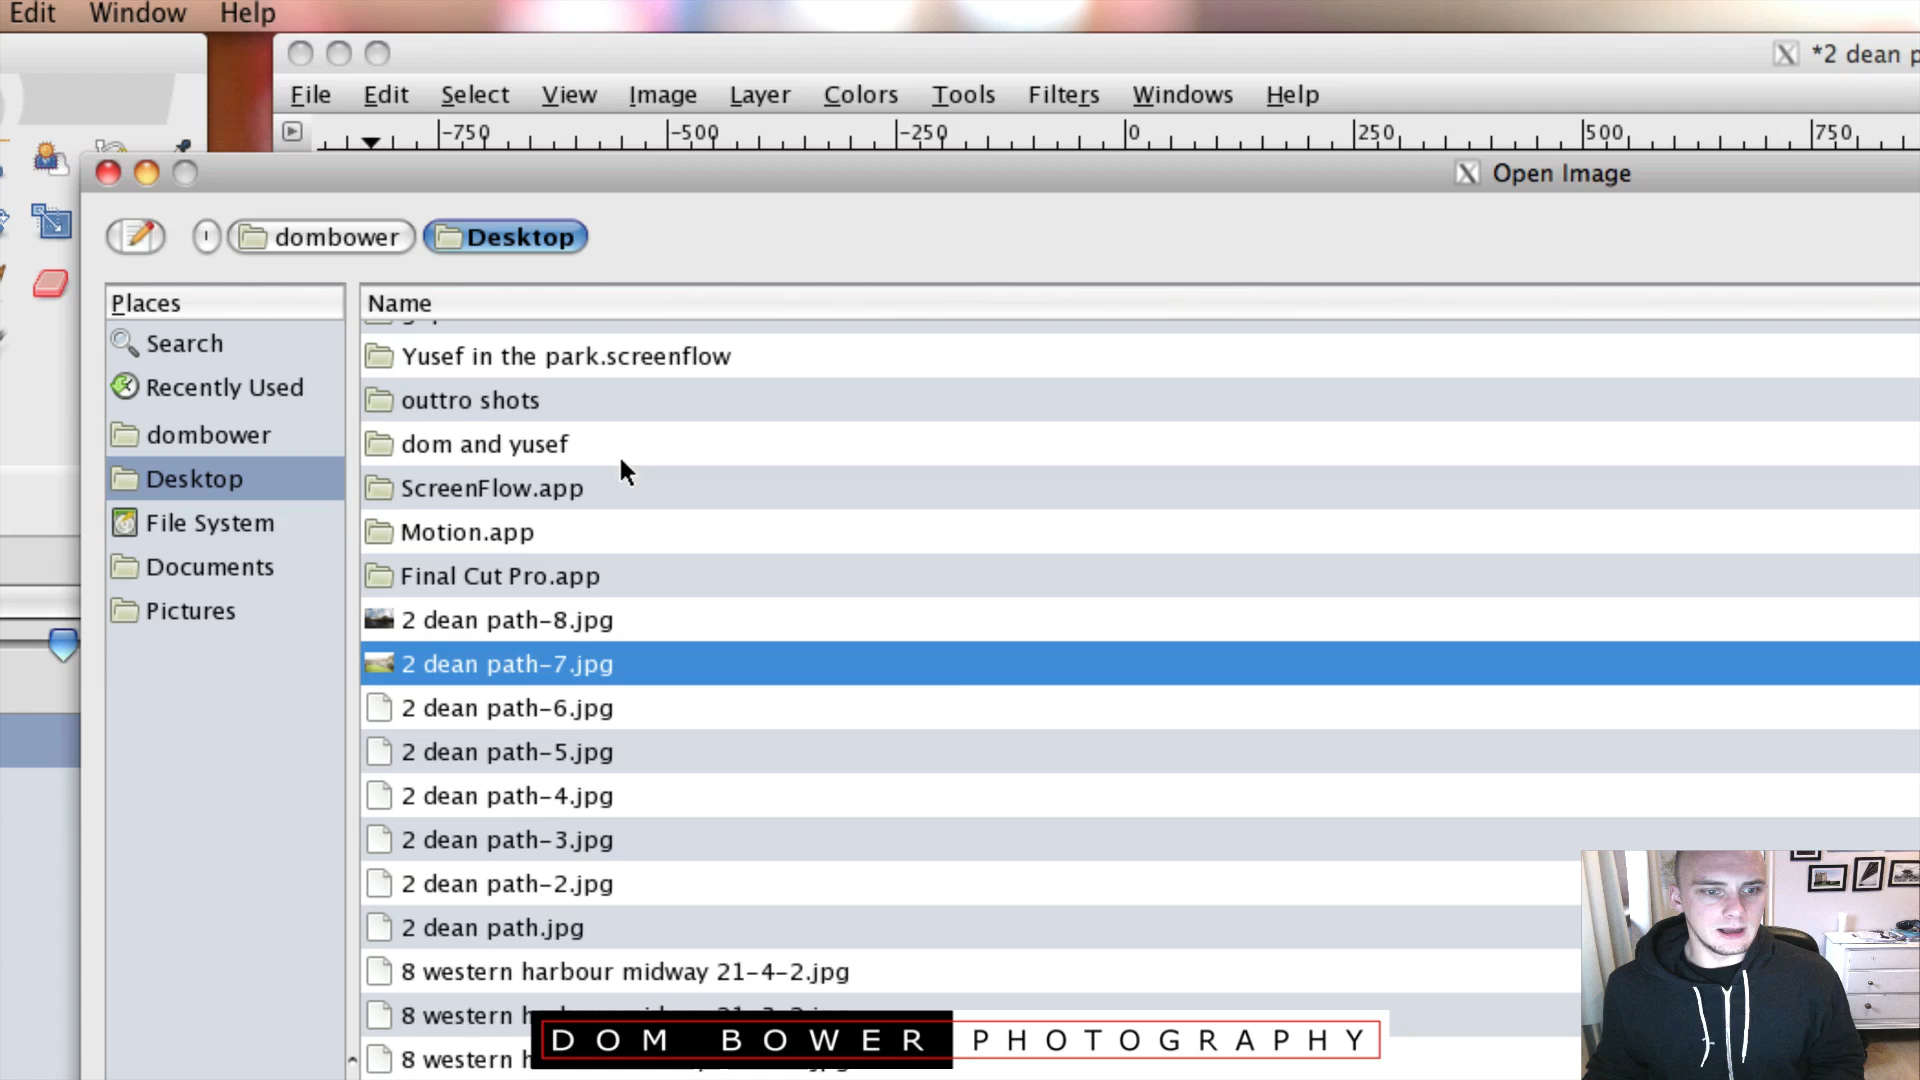 Edit Window Help
*2 dean p
File Edit Select View Image Layer Colors Tools Filters Windows Help
-750 -500 -250 0 250 500 750
Open Image
dombower Desktop
Places
Name
Search
Recently Used
dombower
Desktop
File System
Documents
Pictures
Yusef in the park.screenflow
outtro shots
dom and yusef
ScreenFlow.app
Motion.app
Final Cut Pro.app
2 dean path-8.jpg
2 dean path-7.jpg
2 dean path-6.jpg
2 dean path-5.jpg
2 dean path-4.jpg
2 dean path-3.jpg
2 dean path-2.jpg
2 dean path.jpg
8 western harbour midway 21-4-2.jpg
8 western
8 western
DOM BOWER PHOTOGRAPHY